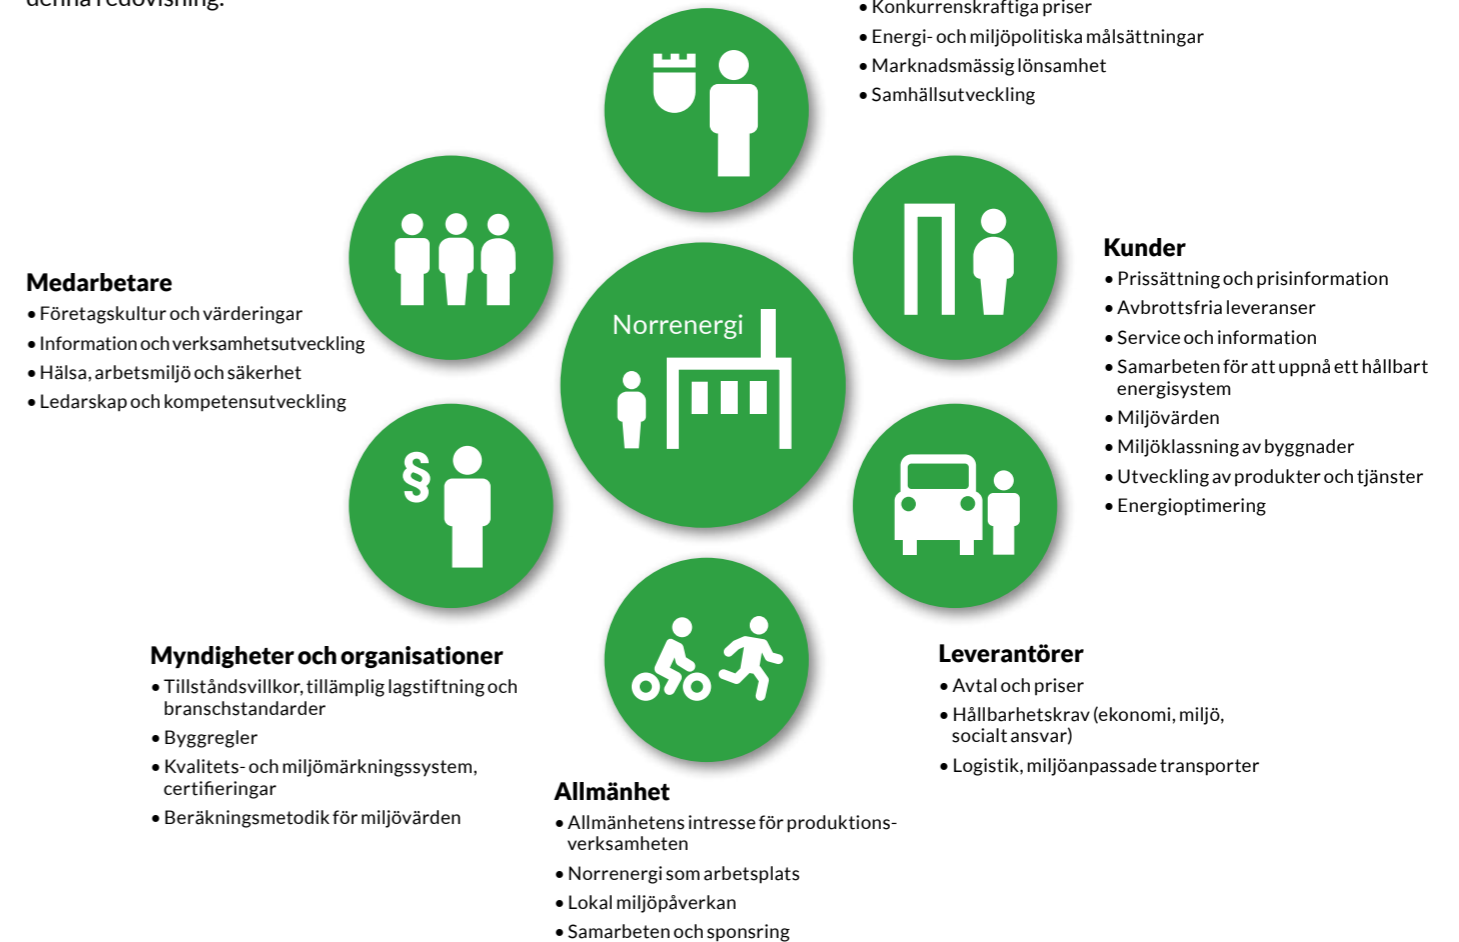 denna redovisning.
• Konkurrenskraftiga priser
• Energi- och miljöpolitiska målsättningar
• Marknadsmässig lönsamhet
• Samhällsutveckling
Medarbetare
• Företagskultur och värderingar
• Information och verksamhetsutveckling
• Hälsa, arbetsmiljö och säkerhet
• Ledarskap och kompetensutveckling
Norrenergi
Kunder
• Prissättning och prisinformation
• Avbrottsfria leveranser
• Service och information
• Samarbeten för att uppnå ett hållbart
energisystem
• Miljövärden
• Miljöklassning av byggnader
• Utveckling av produkter och tjänster
• Energioptimering
§
Myndigheter och organisationer
• Tillståndsvillkor, tillämplig lagstiftning och
branschstandarder
• Byggregler
• Kvalitets- och miljömärkningssystem,
certifieringar
• Beräkningsmetodik för miljövärden
Allmänhet
• Allmänhetens intresse för produktions-
verksamheten
• Norrenergi som arbetsplats
• Lokal miljöpåverkan
• Samarbeten och sponsring
Leverantörer
• Avtal och priser
• Hållbarhetskrav (ekonomi, miljö,
socialt ansvar)
• Logistik, miljöanpassade transporter